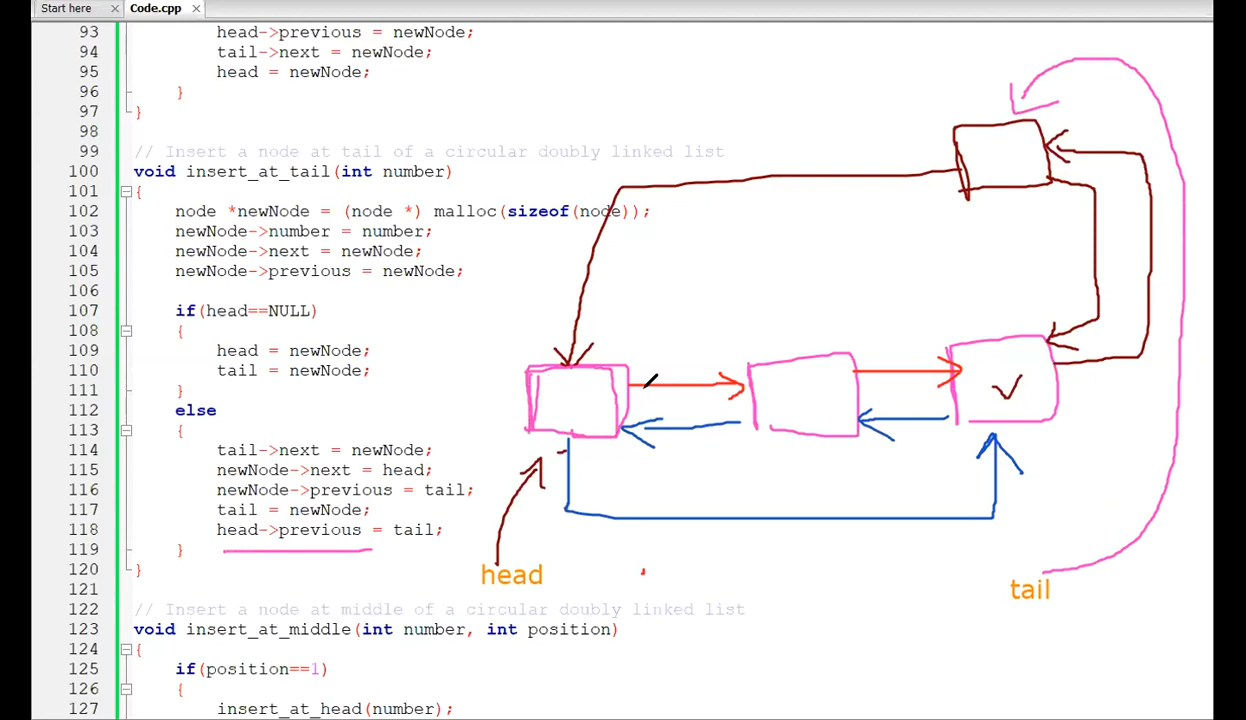 Start here Code.cpp
93 head->previous = newNode;
94 tail->next = newNode;
95 head = newNode;
96 }
97 }
98
99 // Insert a node at tail of a circular doubly linked list
100 void insert_at_tail(int number)
101 {
102 node *newNode = (node *) malloc(sizeof(node));
103 newNode->number = number;
104 newNode->next = newNode;
105 newNode->previous = newNode;
106
107 if(head==NULL)
108 {
109 head = newNode;
110 tail = newNode;
111 }
112 else
113 {
114 tail->next = newNode;
115 newNode->next = head;
116 newNode->previous = tail;
117 tail = newNode;
118 head->previous = tail;
119 }
120 }
121
122 // Insert a node at middle of a circular doubly linked list
123 void insert_at_middle(int number, int position)
124 {
125 if(position==1)
126 {
127 insert_at_head(number);
head
tail